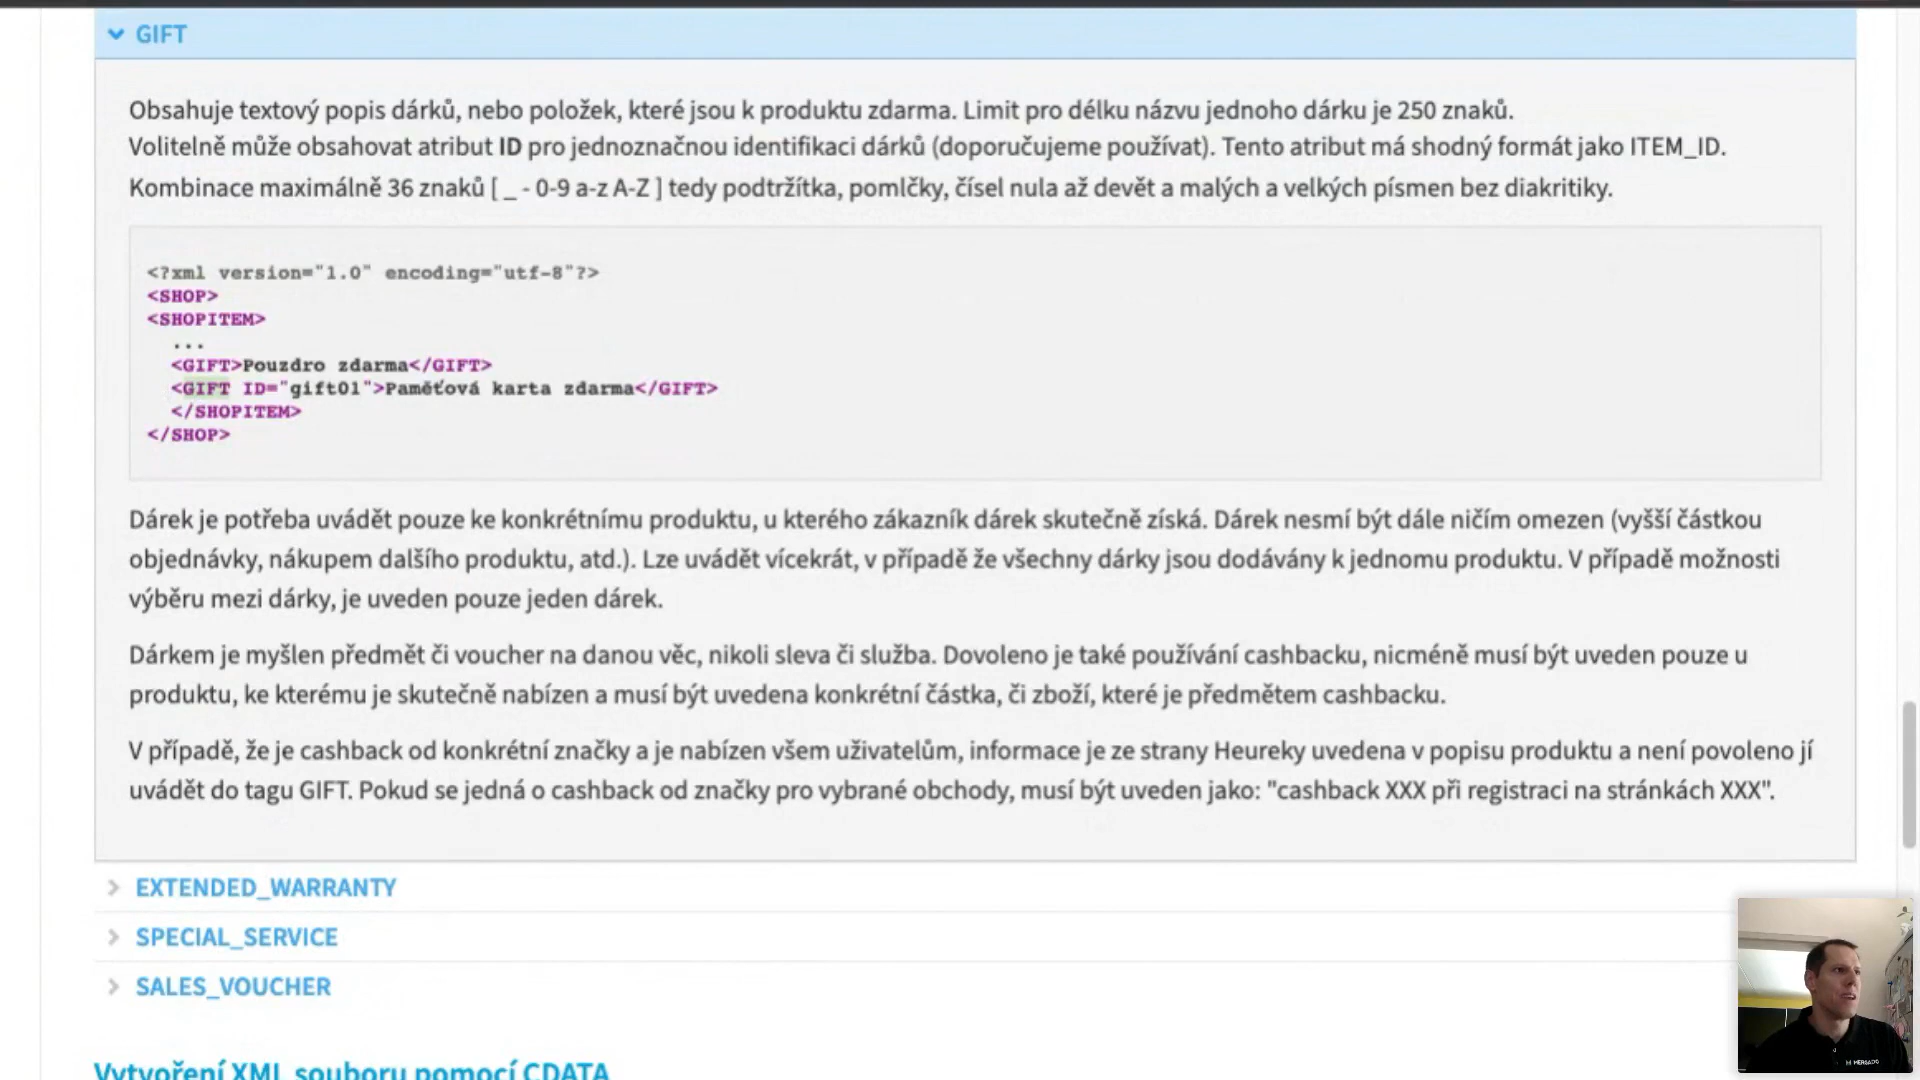 GIFT
Obsahuje textový popis dárků, nebo položek, které jsou k produktu zdarma. Limit pro délku názvu jednoho dárku je 250 znaků.
Volitelně může obsahovat atribut ID pro jednoznačnou identifikaci dárků (doporučujeme používat). Tento atribut má shodný formát jako ITEM_ID.
Kombinace maximálně 36 znaků [ _ - 0-9 a-z A-Z ] tedy podtržítka, pomlčky, čísel nula až devět a malých a velkých písmen bez diakritiky.
<?xml version="1.0" encoding="utf-8"?>
<SHOP>
<SHOPITEM>
...
<GIFT>Pouzdro zdarma</GIFT>
<GIFT ID="gift01">Paměťová karta zdarma</GIFT>
</SHOPITEM>
</SHOP>
Dárek je potřeba uvádět pouze ke konkrétnímu produktu, u kterého zákazník dárek skutečně získá. Dárek nesmí být dále ničím omezen (vyšší částkou
objednávky, nákupem dalšího produktu, atd.). Lze uvádět vícekrát, v případě že všechny dárky jsou dodávány k jednomu produktu. V případě možnosti
výběru mezi dárky, je uveden pouze jeden dárek.
Dárkem je myšlen předmět či voucher na danou věc, nikoli sleva či služba. Dovoleno je také používání cashbacku, nicméně musí být uveden pouze u
produktu, ke kterému je skutečně nabízen a musí být uvedena konkrétní částka, či zboží, které je předmětem cashbacku.
V případě, že je cashback od konkrétní značky a je nabízen všem uživatelům, informace je ze strany Heureky uvedena v popisu produktu a není povoleno jí
uvádět do tagu GIFT. Pokud se jedná o cashback od značky pro vybrané obchody, musí být uveden jako: "cashback XXX při registraci na stránkách XXX".
EXTENDED_WARRANTY
SPECIAL_SERVICE
SALES_VOUCHER
Vytvoření XML souboru pomocí CDATA
MERGADO